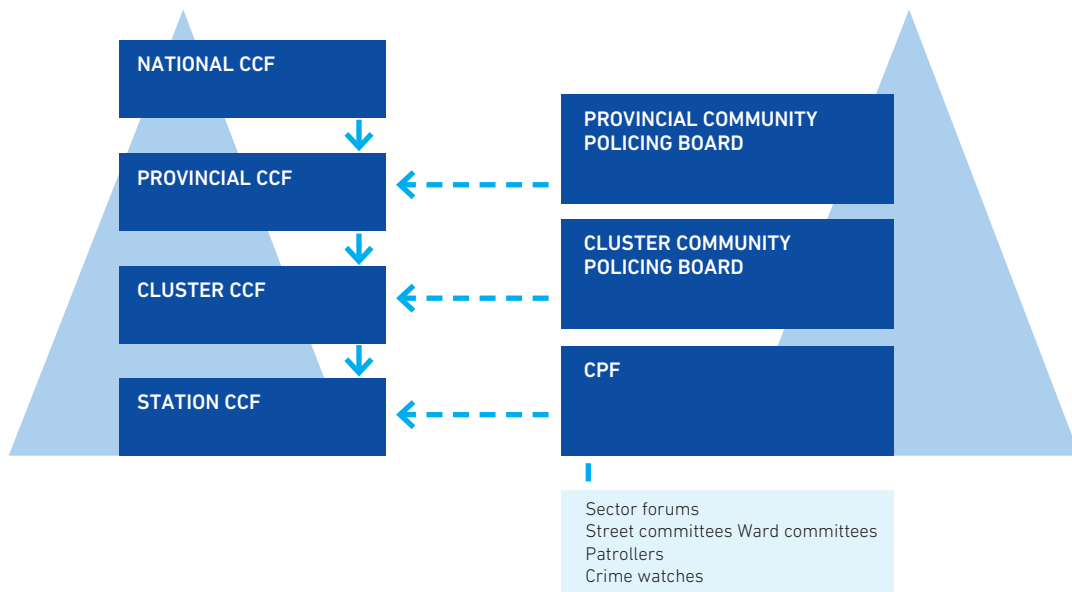 NATIONAL CCF
PROVINCIAL CCF
CLUSTER CCF
STATION CCF
PROVINCIAL COMMUNITY
POLICING BOARD
CLUSTER COMMUNITY
POLICING BOARD
CPF
Sector forums
Street committees Ward committees
Patrollers
Crime watches